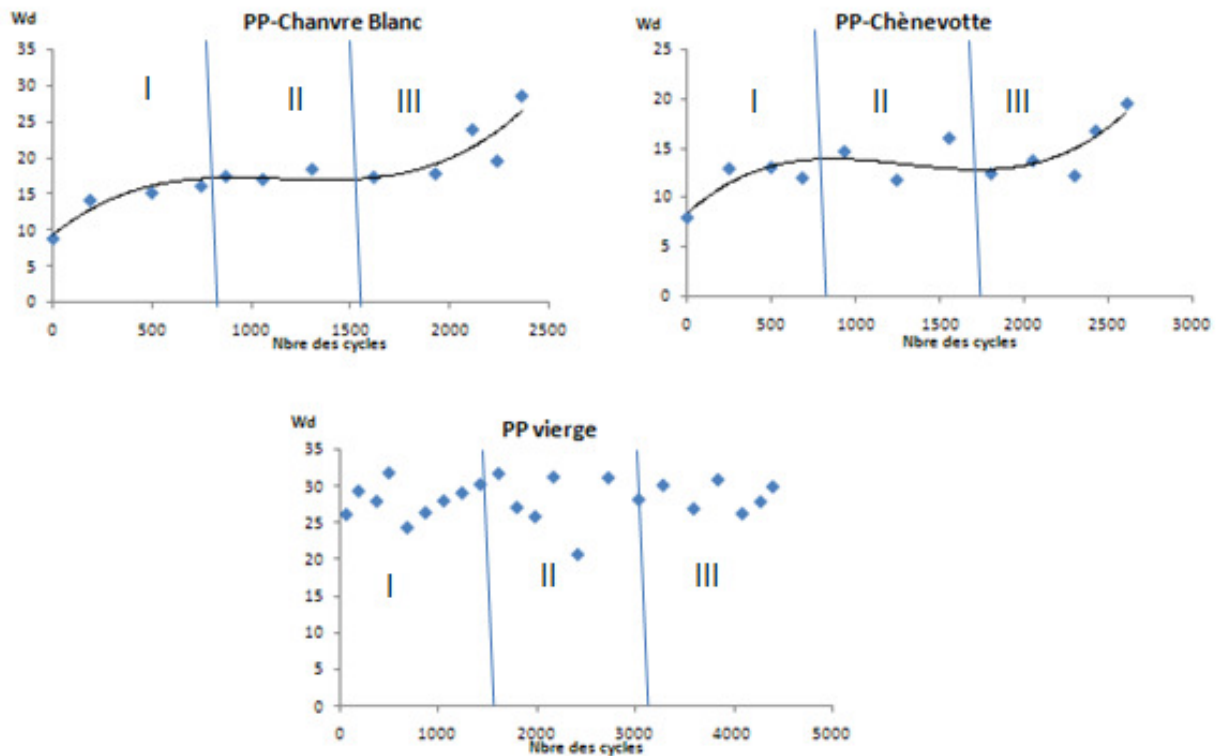 Wd
PP-Chanvre Blanc
35
30
25
20
15
10
5
0
I
II
III
0 500 1000 1500 2000 2500
Nbre des cycles
Wd
PP-Chènevotte
25
20
15
10
5
0
I
II
III
0 500 1000 1500 2000 2500 3000
Nbre des cycles
Wd
PP vierge
35
30
25
20
15
10
5
0
I
II
III
0 1000 2000 3000 4000 5000
Nbre des cycles